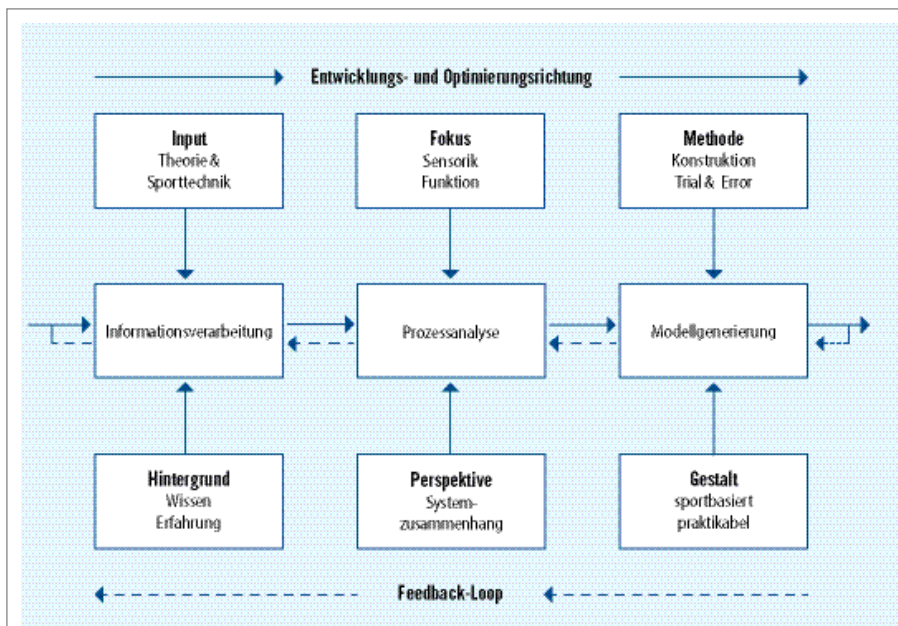 Entwicklungs- und Optimierungsrichtung
Input
Theorie &
Sporttechnik
Fokus
Sensorik
Funktion
Methode
Konstruktion
Trial & Error
Informationsverarbeitung
Prozessanalyse
Modellgenerierung
Hintergrund
Wissen
Erfahrung
Perspektive
System-
zusammenhang
Gestalt
sportbasiert
praktikabel
Feedback-Loop